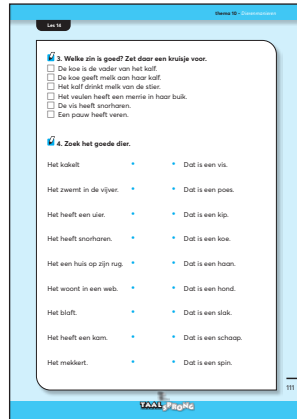 thema 10 - Dierenmanieren
Les 14
3. Welke zin is goed? Zet daar een kruisje voor.
De koe is de vader van het kalf.
De koe geeft melk aan haar kalf.
Het kalf drinkt melk van de stier.
Het veulen heeft een merrie in haar buik.
De vis heeft snorharen.
Een pauw heeft veren.
4. Zoek het goede dier.
Het kakelt. • • Dat is een vis.
Het zwemt in de vijver. • • Dat is een poes.
Het heeft een uier. • • Dat is een kip.
Het heeft snorharen. • • Dat is een koe.
Het een huis op zijn rug. • • Dat is een haan.
Het woont in een web. • • Dat is een hond.
Het blaft. • • Dat is een slak.
Het heeft een kam. • • Dat is een schaap.
Het mekkert. • • Dat is een spin.
111
TAALSPRONG